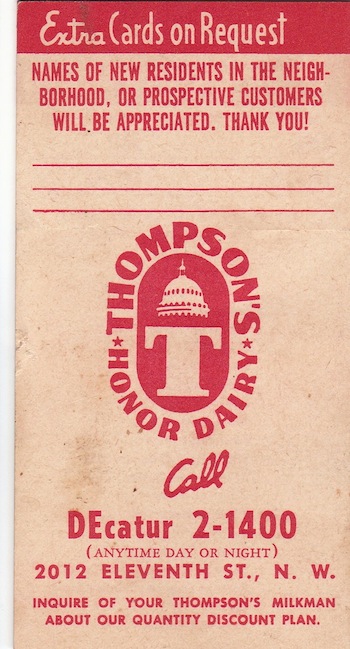 Extra Cards on Request
NAMES OF NEW RESIDENTS IN THE NEIGH-
BORHOOD, OR PROSPECTIVE CUSTOMERS
WILL BE APPRECIATED. THANK YOU!
THOMPSON'S
T
★ HONOR DAIRY ★
Call
DEcatur 2-1400
(ANYTIME DAY OR NIGHT)
2012 ELEVENTH ST., N. W.
INQUIRE OF YOUR THOMPSON'S MILKMAN
ABOUT OUR QUANTITY DISCOUNT PLAN.